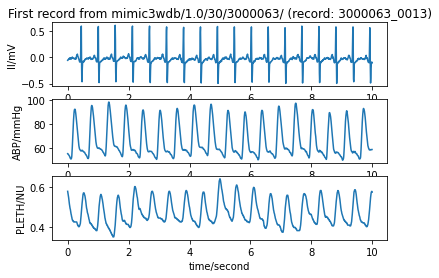 First record from mimic3wdb/1.0/30/3000063/ (record: 3000063_0013)
II/mV
0.5
0.0
−0.5
0 2 4 6 8 10
ABP/mmHg
100
80
60
0 2 4 6 8 10
PLETH/NU
0.6
0.4
0 2 4 6 8 10
time/second